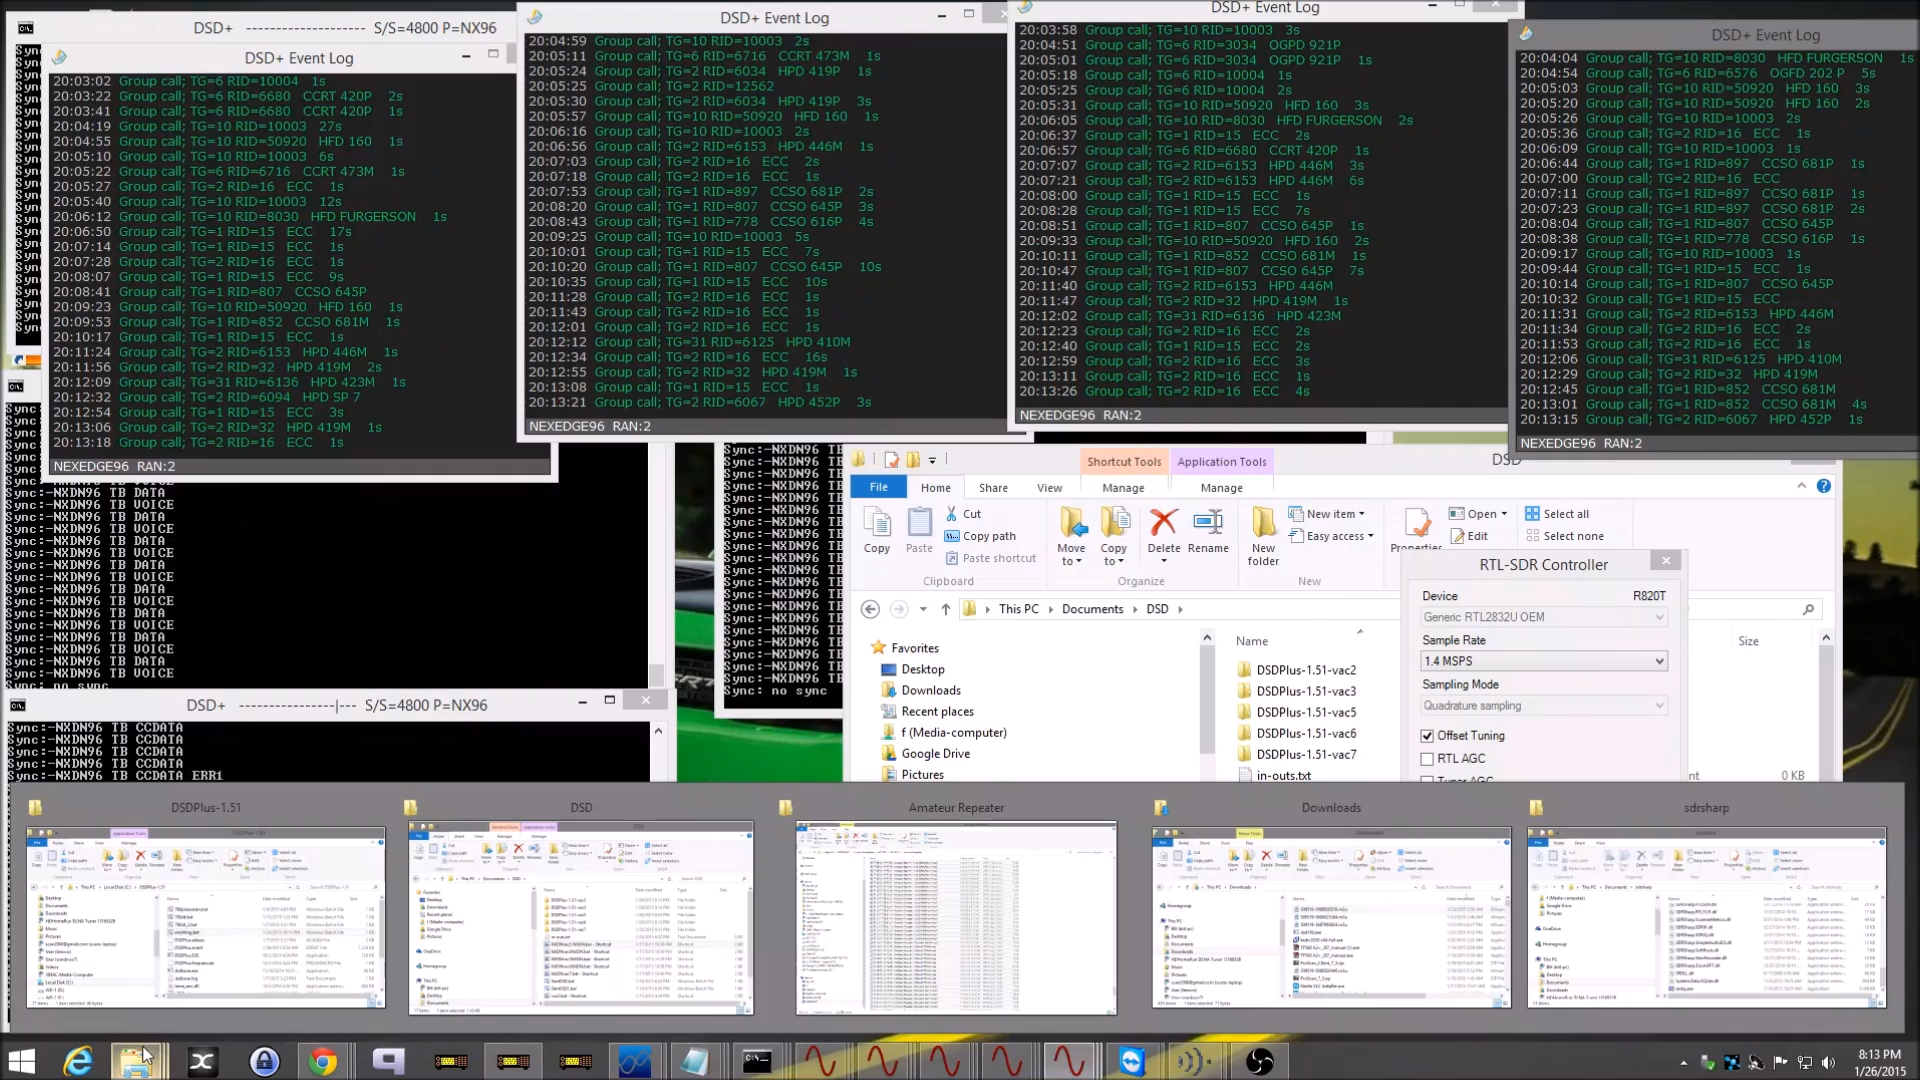 DSD+ ------------------ S/S=4800 P=NX96
DSD+ Event Log
20:03:02 Group call; TG=6 RID=10004 1s
20:03:22 Group call; TG=6 RID=6680 CCRT 420P 2s
20:03:41 Group call; TG=6 RID=6680 CCRT 420P 1s
20:04:19 Group call; TG=10 RID=10003 27s
20:04:55 Group call; TG=10 RID=50920 HFD 160 1s
20:05:10 Group call; TG=10 RID=10003 6s
20:05:22 Group call; TG=6 RID=6716 CCRT 473M 1s
20:05:27 Group call; TG=2 RID=16 ECC 1s
20:05:40 Group call; TG=10 RID=10003 12s
20:06:12 Group call; TG=10 RID=8030 HFD FURGERSON 1s
20:06:50 Group call; TG=1 RID=15 ECC 17s
20:07:14 Group call; TG=1 RID=15 ECC 1s
20:07:28 Group call; TG=2 RID=16 ECC 1s
20:08:07 Group call; TG=1 RID=15 ECC 9s
20:08:41 Group call; TG=1 RID=807 CCSO 645P
20:09:23 Group call; TG=10 RID=50920 HFD 160 1s
20:09:53 Group call; TG=1 RID=852 CCSO 681M 1s
20:10:17 Group call; TG=1 RID=15 ECC 1s
20:11:24 Group call; TG=2 RID=6153 HPD 446M 1s
20:11:56 Group call; TG=2 RID=32 HPD 419M 2s
20:12:09 Group call; TG=31 RID=6136 HPD 423M 1s
20:12:32 Group call; TG=2 RID=6094 HPD SP 7
20:12:54 Group call; TG=1 RID=15 ECC 3s
20:13:06 Group call; TG=2 RID=32 HPD 419M 1s
20:13:18 Group call; TG=2 RID=16 ECC 1s
NEXEDGE96 RAN:2
DSD+ Event Log
20:04:59 Group call; TG=10 RID=10003 2s
20:05:11 Group call; TG=6 RID=6716 CCRT 473M 1s
20:05:24 Group call; TG=2 RID=6034 HPD 419P 1s
20:05:25 Group call; TG=2 RID=12562
20:05:30 Group call; TG=2 RID=6034 HPD 419P 3s
20:05:57 Group call; TG=10 RID=50920 HFD 160 1s
20:06:16 Group call; TG=10 RID=10003 2s
20:06:56 Group call; TG=2 RID=6153 HPD 446M 1s
20:07:03 Group call; TG=2 RID=16 ECC 2s
20:07:18 Group call; TG=2 RID=16 ECC 1s
20:07:53 Group call; TG=1 RID=897 CCSO 681P 2s
20:08:20 Group call; TG=1 RID=807 CCSO 645P 3s
20:08:43 Group call; TG=1 RID=778 CCSO 616P 4s
20:09:25 Group call; TG=10 RID=10003 5s
20:10:01 Group call; TG=1 RID=15 ECC 7s
20:10:20 Group call; TG=1 RID=807 CCSO 645P 10s
20:10:35 Group call; TG=1 RID=15 ECC 10s
20:11:28 Group call; TG=2 RID=16 ECC 1s
20:11:43 Group call; TG=2 RID=16 ECC 1s
20:12:01 Group call; TG=2 RID=16 ECC 1s
20:12:12 Group call; TG=31 RID=6125 HPD 410M
20:12:34 Group call; TG=2 RID=16 ECC 16s
20:12:55 Group call; TG=2 RID=32 HPD 419M 1s
20:13:08 Group call; TG=1 RID=15 ECC 1s
20:13:21 Group call; TG=2 RID=6067 HPD 452P 3s
NEXEDGE96 RAN:2
DSD+ Event Log
20:03:58 Group call; TG=10 RID=10003 3s
20:04:51 Group call; TG=6 RID=3034 OGPD 921P
20:05:01 Group call; TG=6 RID=3034 OGPD 921P 1s
20:05:18 Group call; TG=6 RID=10004 1s
20:05:25 Group call; TG=6 RID=10004 2s
20:05:31 Group call; TG=10 RID=50920 HFD 160 3s
20:06:05 Group call; TG=10 RID=8030 HFD FURGERSON 2s
20:06:37 Group call; TG=1 RID=15 ECC 2s
20:06:57 Group call; TG=6 RID=6680 CCRT 420P 1s
20:07:07 Group call; TG=2 RID=6153 HPD 446M 3s
20:07:21 Group call; TG=2 RID=6153 HPD 446M 6s
20:08:00 Group call; TG=1 RID=15 ECC 1s
20:08:28 Group call; TG=1 RID=15 ECC 7s
20:08:51 Group call; TG=1 RID=807 CCSO 645P 1s
20:09:33 Group call; TG=10 RID=50920 HFD 160 2s
20:10:11 Group call; TG=1 RID=852 CCSO 681M 1s
20:10:47 Group call; TG=1 RID=807 CCSO 645P 7s
20:11:40 Group call; TG=2 RID=6153 HPD 446M
20:11:47 Group call; TG=2 RID=32 HPD 419M 1s
20:12:02 Group call; TG=31 RID=6136 HPD 423M
20:12:23 Group call; TG=2 RID=16 ECC 2s
20:12:40 Group call; TG=1 RID=15 ECC 2s
20:12:59 Group call; TG=2 RID=16 ECC 3s
20:13:11 Group call; TG=2 RID=16 ECC 1s
20:13:26 Group call; TG=2 RID=16 ECC 4s
NEXEDGE96 RAN:2
DSD+ Event Log
20:04:04 Group call; TG=10 RID=8030 HFD FURGERSON 1s
20:04:54 Group call; TG=6 RID=6576 OGFD 202 P 5s
20:05:03 Group call; TG=10 RID=50920 HFD 160 3s
20:05:20 Group call; TG=10 RID=50920 HFD 160 2s
20:05:26 Group call; TG=10 RID=10003 2s
20:05:36 Group call; TG=2 RID=16 ECC 1s
20:06:09 Group call; TG=10 RID=10003 1s
20:06:44 Group call; TG=1 RID=897 CCSO 681P 1s
20:07:00 Group call; TG=2 RID=16 ECC
20:07:11 Group call; TG=1 RID=897 CCSO 681P 1s
20:07:23 Group call; TG=1 RID=897 CCSO 681P 2s
20:08:04 Group call; TG=1 RID=807 CCSO 645P
20:08:38 Group call; TG=1 RID=778 CCSO 616P 1s
20:09:17 Group call; TG=10 RID=10003 1s
20:09:44 Group call; TG=1 RID=15 ECC 1s
20:10:14 Group call; TG=1 RID=807 CCSO 645P
20:10:32 Group call; TG=1 RID=15 ECC
20:11:31 Group call; TG=2 RID=6153 HPD 446M
20:11:34 Group call; TG=2 RID=16 ECC 2s
20:11:53 Group call; TG=2 RID=16 ECC 1s
20:12:06 Group call; TG=31 RID=6125 HPD 410M
20:12:29 Group call; TG=2 RID=32 HPD 419M
20:12:45 Group call; TG=1 RID=852 CCSO 681M
20:13:01 Group call; TG=1 RID=852 CCSO 681M 4s
20:13:15 Group call; TG=2 RID=6067 HPD 452P 1s
NEXEDGE96 RAN:2
Sync:-NXDN96 TB DATA
Sync:-NXDN96 TB VOICE
Sync:-NXDN96 TB DATA
Sync:-NXDN96 TB VOICE
Sync:-NXDN96 TB DATA
Sync:-NXDN96 TB VOICE
Sync:-NXDN96 TB DATA
Sync:-NXDN96 TB VOICE
Sync:-NXDN96 TB DATA
Sync:-NXDN96 TB VOICE
Sync:-NXDN96 TB DATA
Sync:-NXDN96 TB VOICE
Sync:-NXDN96 TB DATA
Sync:-NXDN96 TB VOICE
Sync:-NXDN96 TB DATA
Sync:-NXDN96 TB VOICE
Sync: no sync
Sync: no sync
DSD+ ----------------|--- S/S=4800 P=NX96
Sync:-NXDN96 TB CCDATA
Sync:-NXDN96 TB CCDATA
Sync:-NXDN96 TB CCDATA
Sync:-NXDN96 TB CCDATA
Sync:-NXDN96 TB CCDATA ERR1
Shortcut Tools Application Tools DSD
File Home Share View Manage Manage
Copy Paste Cut
Copy path
Paste shortcut
Clipboard
Move to Copy to Delete Rename
Organize
New folder New item
Easy access
New
Properties Open
Edit
Select all
Select none
This PC Documents DSD
Favorites
Desktop
Downloads
Recent places
f (Media-computer)
Google Drive
Pictures
Name Size
DSDPlus-1.51-vac2
DSDPlus-1.51-vac3
DSDPlus-1.51-vac5
DSDPlus-1.51-vac6
DSDPlus-1.51-vac7
in-outs.txt 0 KB
RTL-SDR Controller
Device R820T
Generic RTL2832U OEM
Sample Rate
1.4 MSPS
Sampling Mode
Quadrature sampling
Offset Tuning
RTL AGC
Tuner AGC
DSDPlus-1.51
DSD
Amateur Repeater
Downloads
sdrsharp
8:13 PM
1/26/2015